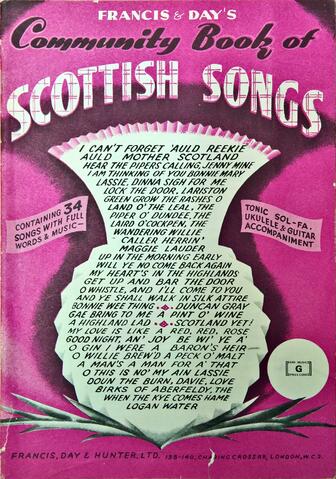 FRANCIS & DAY'S
Community Book of
SCOTTISH SONGS
I CAN'T FORGET 'AULD REEKIE'
AULD MOTHER SCOTLAND
HEAR THE PIPERS CALLING, JENNY MINE
I AM THINKING OF YOU BONNIE MARY
LASSIE, DINNA SIGH FOR ME
LOCK THE DOOR, LARISTON
GREEN GROW THE RASHES O
LAND O' THE LEAL, THE
PIPER O' DUNDEE, THE
LAIRD O'COCKPEN, THE
WANDERING WILLIE
CALLER HERRIN'
MAGGIE LAUDER
UP IN THE MORNING EARLY
WILL YE NO COME BACK AGAIN
MY HEART'S IN THE HIGHLANDS
GET UP AND BAR THE DOOR
O WHISTLE, AND I'LL COME TO YOU
AND YE SHALL WALK IN SILK ATTIRE
BONNIE WEE THING DUNCAN GRAY
GAE BRING TO ME A PINT O' WINE
A HIGHLAND LAD SCOTLAND YET!
MY LOVE IS LIKE A RED, RED, ROSE
GOOD NIGHT, AN' JOY BE WI' YE A'
O GIN I WERE A BARON'S HEIR
O WILLIE BREW'D A PECK O' MALT
A MAN'S A MAN FOR A' THAT
O THIS IS NO' MY AIN LASSIE
DOUN THE BURN, DAVIE, LOVE
BIRKS OF ABERFELDY, THE
WHEN THE KYE COMES HAME
LOGAN WATER
CONTAINING 34
SONGS WITH FULL
WORDS & MUSIC-
TONIC SOL-FA,
UKULELE & GUITAR
ACCOMPANIMENT
G
FRANCIS, DAY & HUNTER, LTD. 138-140, CHARING CROSS RD, LONDON, W.C.2.